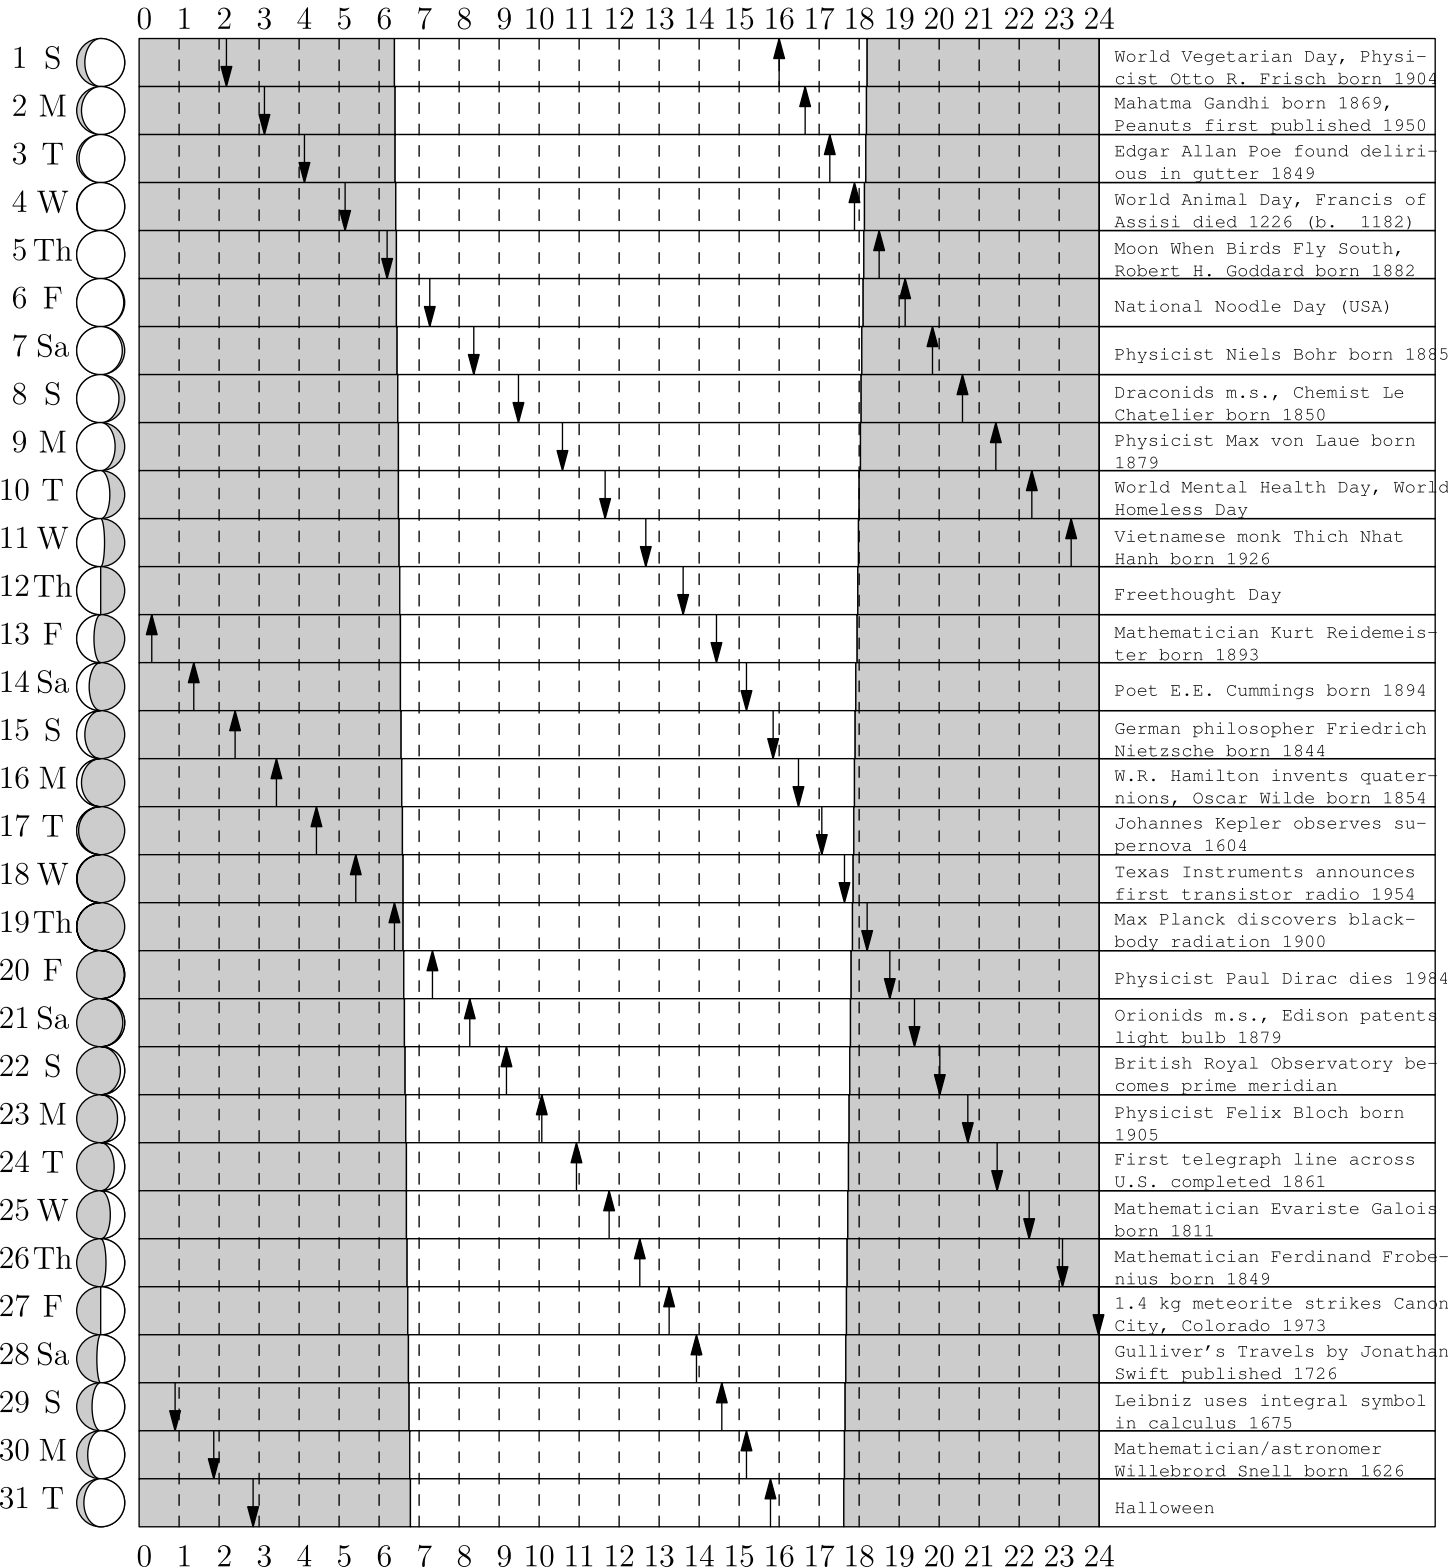 0 1 2 3 4 5 6 7 8 9 10 11 12 13 14 15 16 17 18 19 20 21 22 23 24
1 S World Vegetarian Day, Physi-
cist Otto R. Frisch born 1904
2 M Mahatma Gandhi born 1869,
Peanuts first published 1950
3 T Edgar Allan Poe found deliri-
ous in gutter 1849
4 W World Animal Day, Francis of
Assisi died 1226 (b. 1182)
5 Th Moon When Birds Fly South,
Robert H. Goddard born 1882
6 F National Noodle Day (USA)
7 Sa Physicist Niels Bohr born 1885
8 S Draconids m.s., Chemist Le
Chatelier born 1850
9 M Physicist Max von Laue born
1879
10 T World Mental Health Day, World
Homeless Day
11 W Vietnamese monk Thich Nhat
Hanh born 1926
12 Th Freethought Day
13 F Mathematician Kurt Reidemeis-
ter born 1893
14 Sa Poet E.E. Cummings born 1894
15 S German philosopher Friedrich
Nietzsche born 1844
16 M W.R. Hamilton invents quater-
nions, Oscar Wilde born 1854
17 T Johannes Kepler observes su-
pernova 1604
18 W Texas Instruments announces
first transistor radio 1954
19 Th Max Planck discovers black-
body radiation 1900
20 F Physicist Paul Dirac dies 1984
21 Sa Orionids m.s., Edison patents
light bulb 1879
22 S British Royal Observatory be-
comes prime meridian
23 M Physicist Felix Bloch born
1905
24 T First telegraph line across
U.S. completed 1861
25 W Mathematician Evariste Galois
born 1811
26 Th Mathematician Ferdinand Frobe-
nius born 1849
27 F 1.4 kg meteorite strikes Canon
City, Colorado 1973
28 Sa Gulliver's Travels by Jonathan
Swift published 1726
29 S Leibniz uses integral symbol
in calculus 1675
30 M Mathematician/astronomer
Willebrord Snell born 1626
31 T Halloween
0 1 2 3 4 5 6 7 8 9 10 11 12 13 14 15 16 17 18 19 20 21 22 23 24